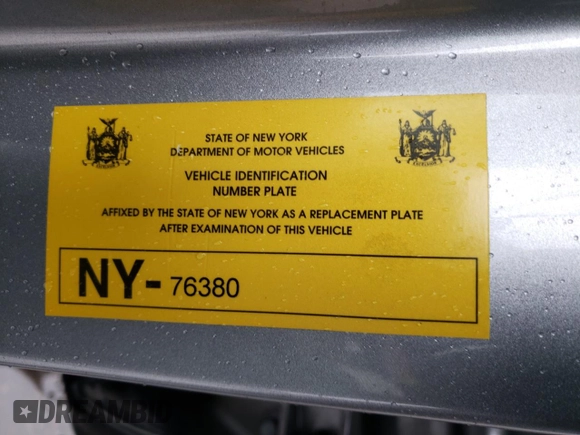 STATE OF NEW YORK
DEPARTMENT OF MOTOR VEHICLES
VEHICLE IDENTIFICATION
NUMBER PLATE
AFFIXED BY THE STATE OF NEW YORK AS A REPLACEMENT PLATE
AFTER EXAMINATION OF THIS VEHICLE
NY- 76380
DREAMBID